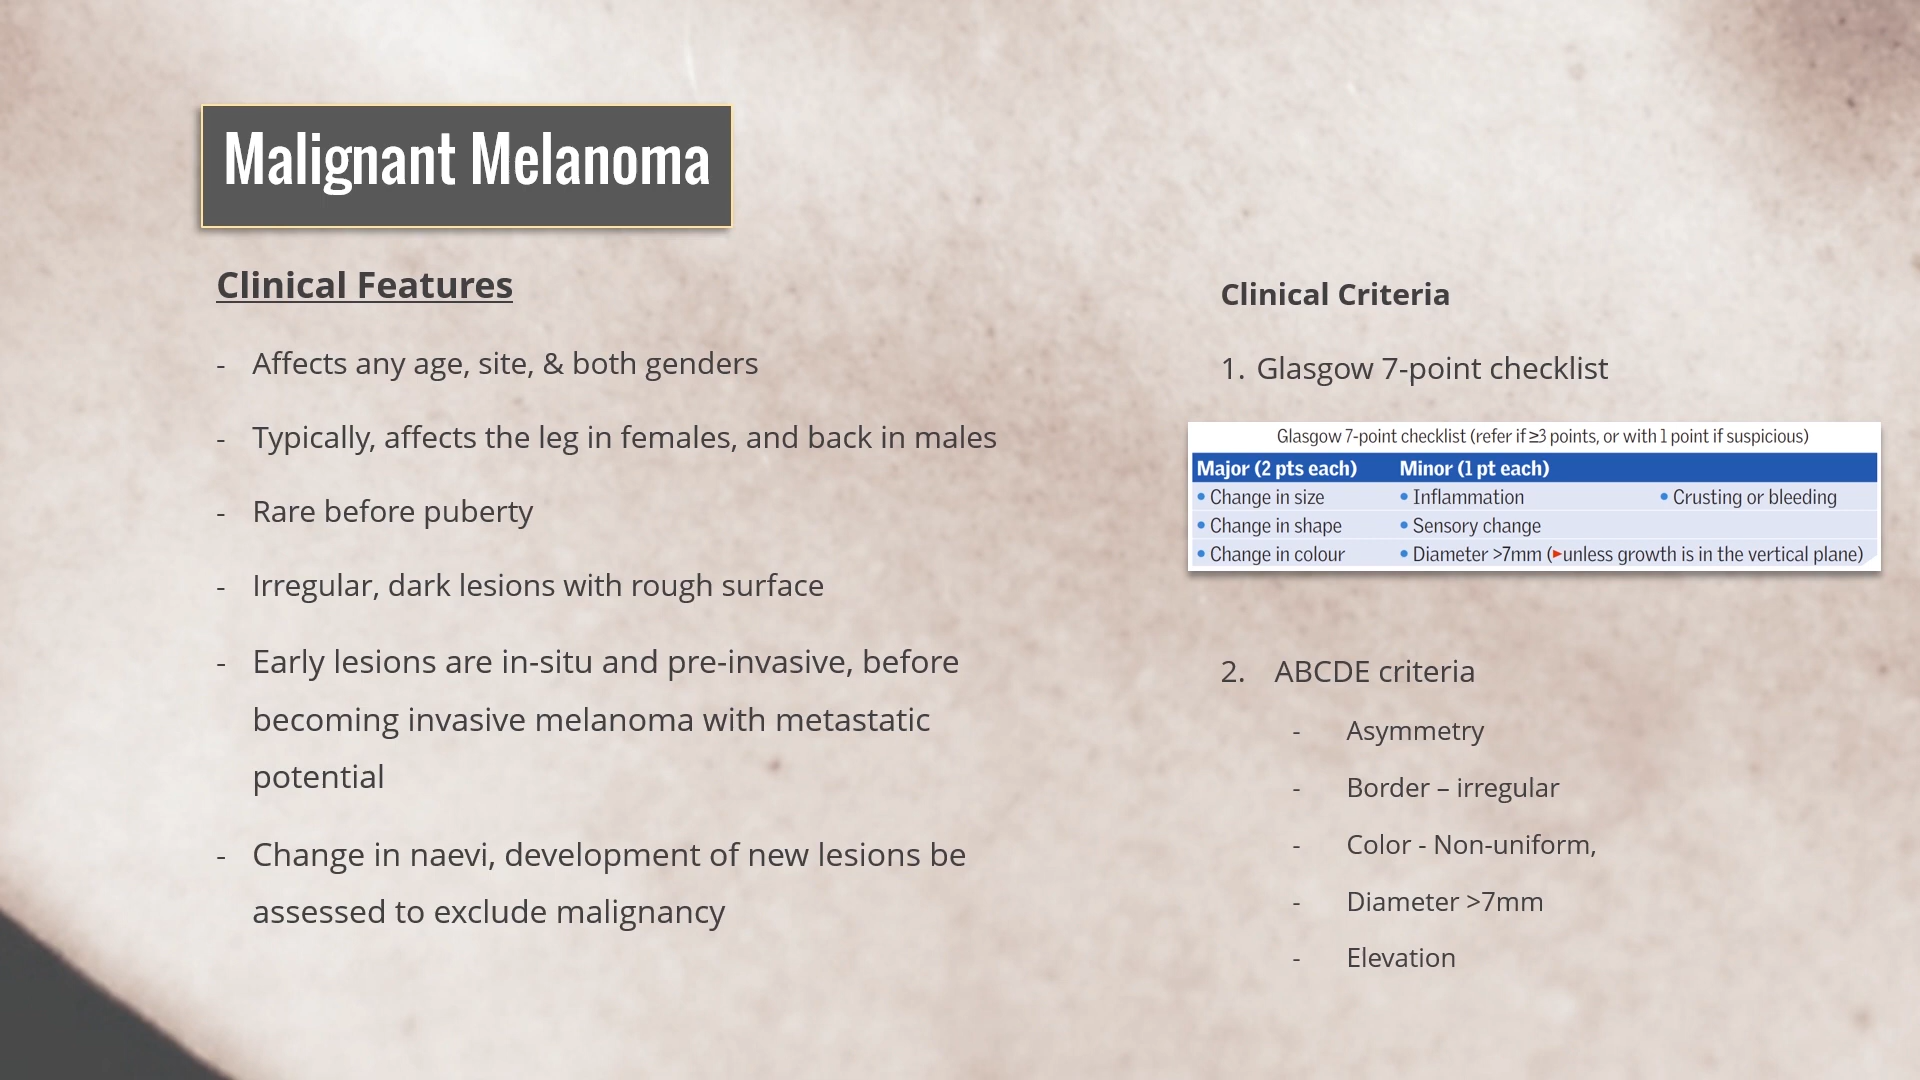 Malignant Melanoma
Clinical Features
- Affects any age, site, & both genders
- Typically, affects the leg in females, and back in males
- Rare before puberty
- Irregular, dark lesions with rough surface
- Early lesions are in-situ and pre-invasive, before
becoming invasive melanoma with metastatic
potential
- Change in naevi, development of new lesions be
assessed to exclude malignancy
Clinical Criteria
1. Glasgow 7-point checklist
Glasgow 7-point checklist (refer if ≥3 points, or with 1 point if suspicious)
Major (2 pts each) Minor (1 pt each)
• Change in size • Inflammation • Crusting or bleeding
• Change in shape • Sensory change
• Change in colour • Diameter >7mm (►unless growth is in the vertical plane)
2. ABCDE criteria
- Asymmetry
- Border – irregular
- Color - Non-uniform,
- Diameter >7mm
- Elevation